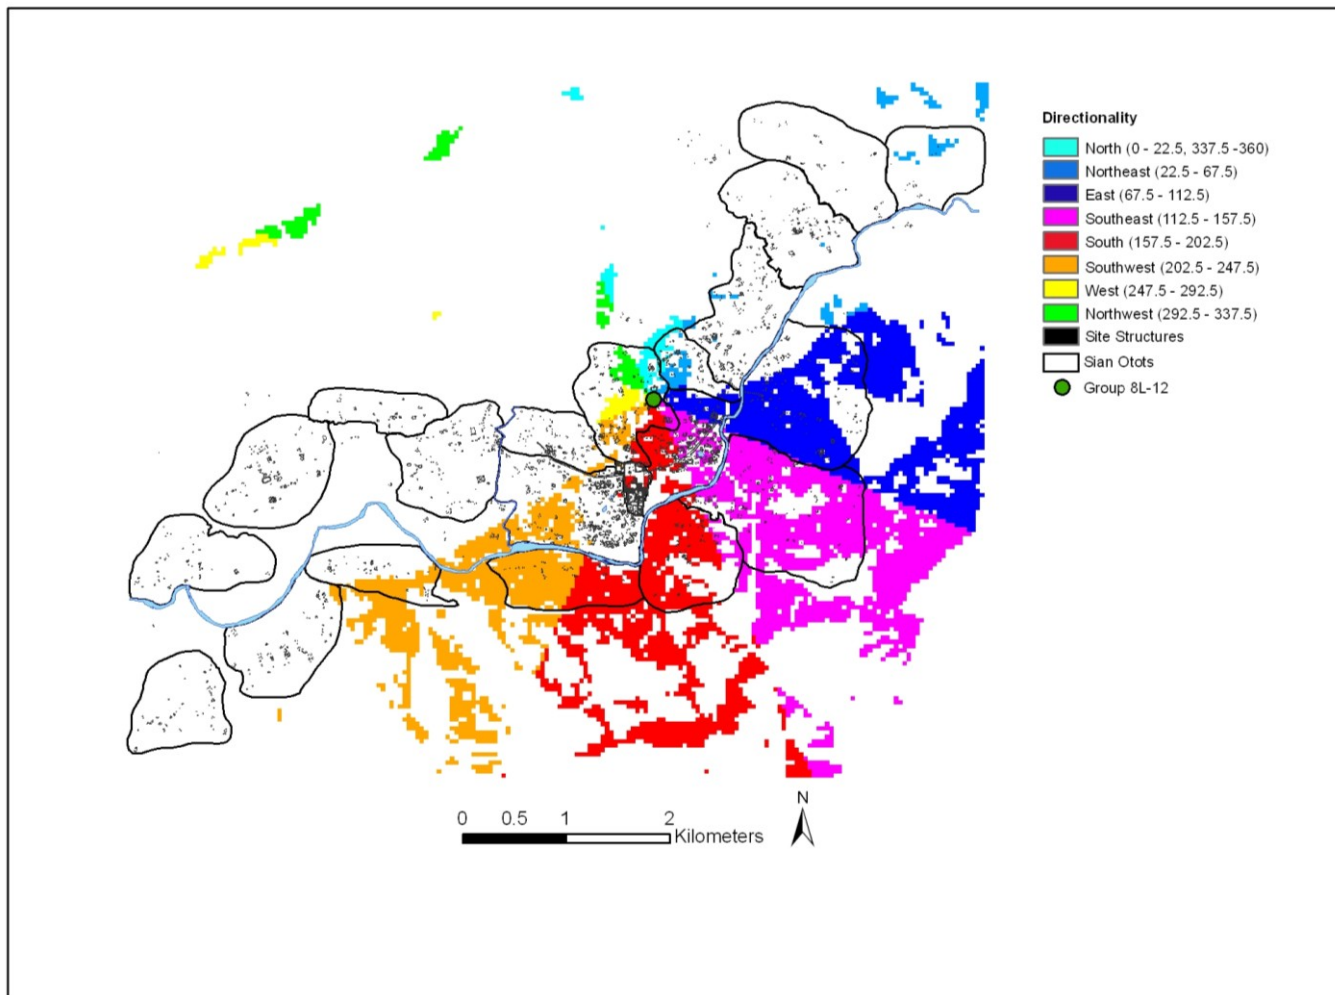 Directionality
North (0 - 22.5, 337.5 -360)
Northeast (22.5 - 67.5)
East (67.5 - 112.5)
Southeast (112.5 - 157.5)
South (157.5 - 202.5)
Southwest (202.5 - 247.5)
West (247.5 - 292.5)
Northwest (292.5 - 337.5)
Site Structures
Sian Otots
Group 8L-12
N
0 0.5 1 2
Kilometers